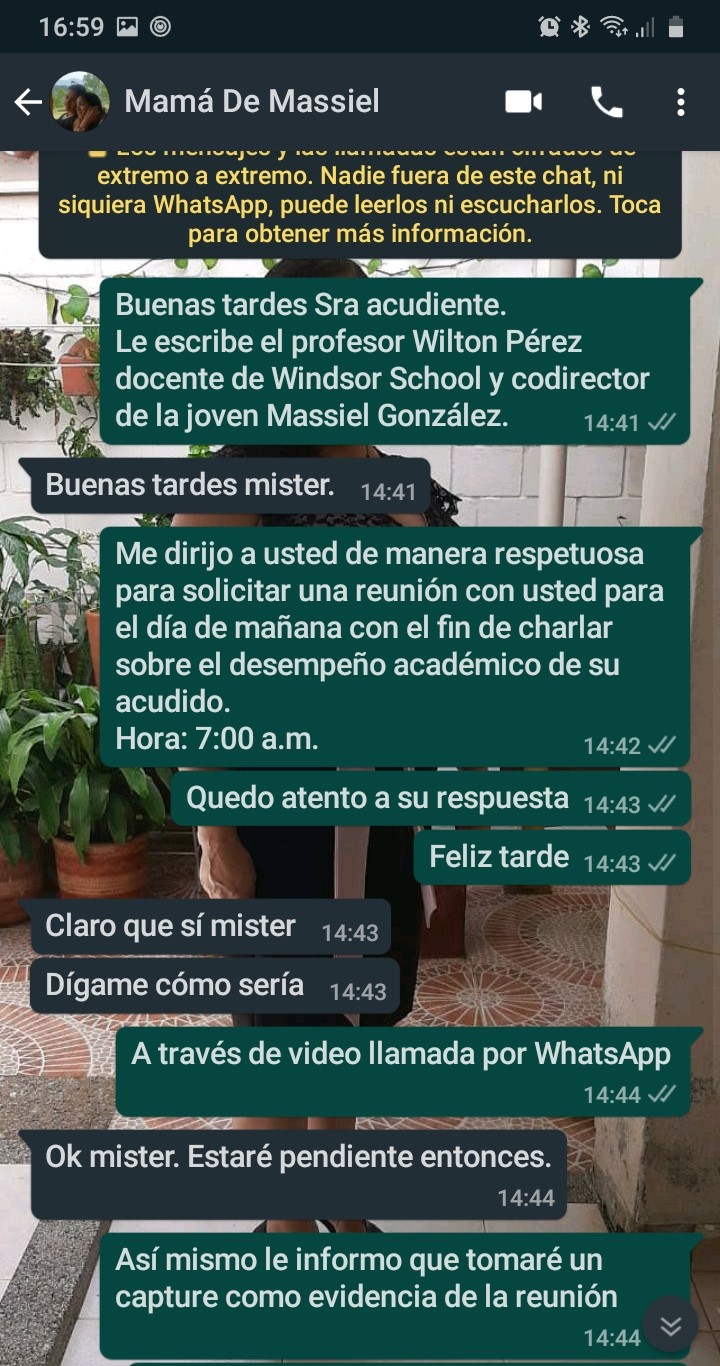 16:59
Mamá De Massiel
Los mensajes y las llamadas están cifrados de
extremo a extremo. Nadie fuera de este chat, ni
siquiera WhatsApp, puede leerlos ni escucharlos. Toca
para obtener más información.
Buenas tardes Sra acudiente.
Le escribe el profesor Wilton Pérez
docente de Windsor School y codirector
de la joven Massiel González. 14:41
Buenas tardes mister. 14:41
Me dirijo a usted de manera respetuosa
para solicitar una reunión con usted para
el día de mañana con el fin de charlar
sobre el desempeño académico de su
acudido.
Hora: 7:00 a.m. 14:42
Quedo atento a su respuesta 14:43
Feliz tarde 14:43
Claro que sí mister 14:43
Dígame cómo sería 14:43
A través de video llamada por WhatsApp
14:44
Ok mister. Estaré pendiente entonces.
14:44
Así mismo le informo que tomaré un
capture como evidencia de la reunión
14:44